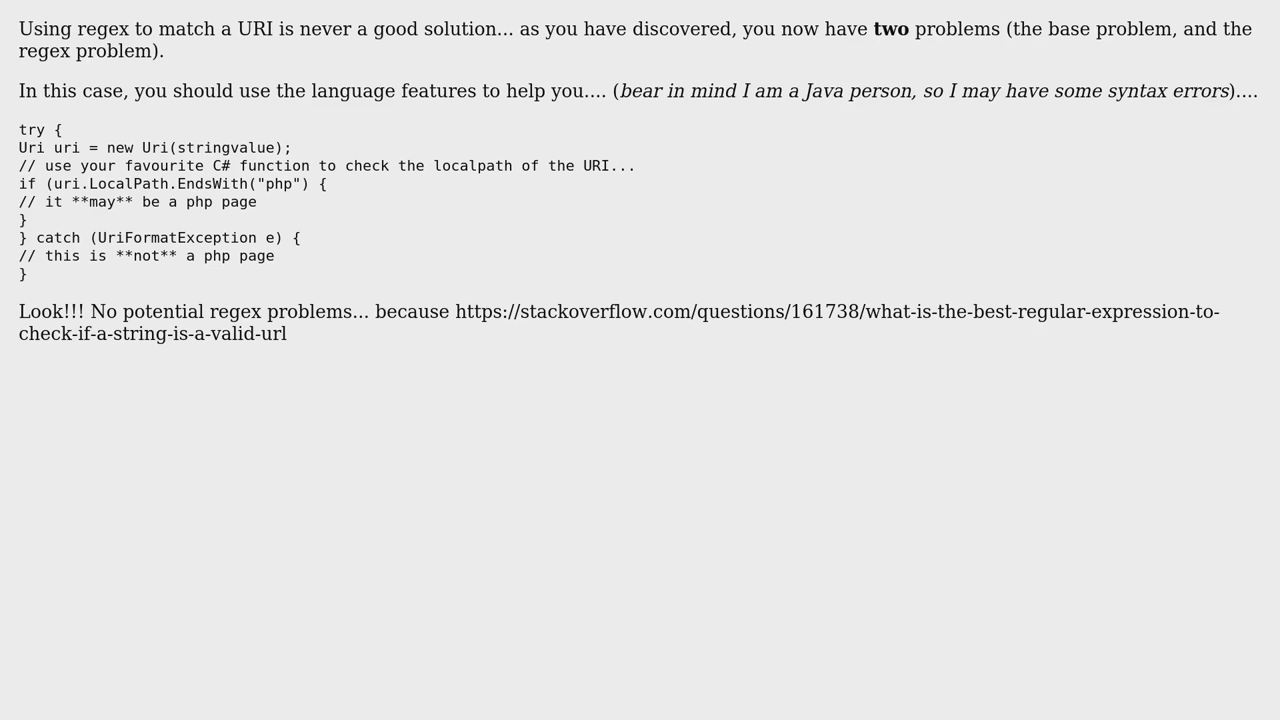 Using regex to match a URI is never a good solution... as you have discovered, you now have two problems (the base problem, and the
regex problem).
In this case, you should use the language features to help you.... (bear in mind I am a Java person, so I may have some syntax errors)....
try {
Uri uri = new Uri(stringvalue);
// use your favourite C# function to check the localpath of the URI...
if (uri.LocalPath.EndsWith("php") {
// it **may** be a php page
}
} catch (UriFormatException e) {
// this is **not** a php page
}
Look!!! No potential regex problems... because https://stackoverflow.com/questions/161738/what-is-the-best-regular-expression-to-
check-if-a-string-is-a-valid-url